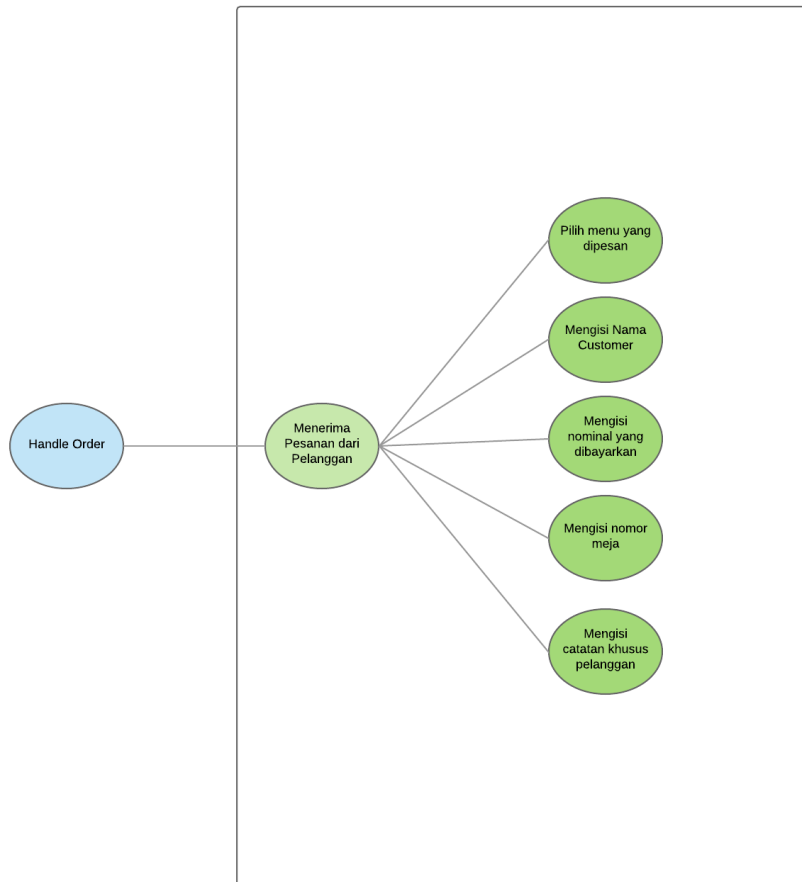 Handle Order
Menerima
Pesanan dari
Pelanggan
Pilih menu yang
dipesan
Mengisi Nama
Customer
Mengisi
nominal yang
dibayarkan
Mengisi nomor
meja
Mengisi
catatan khusus
pelanggan